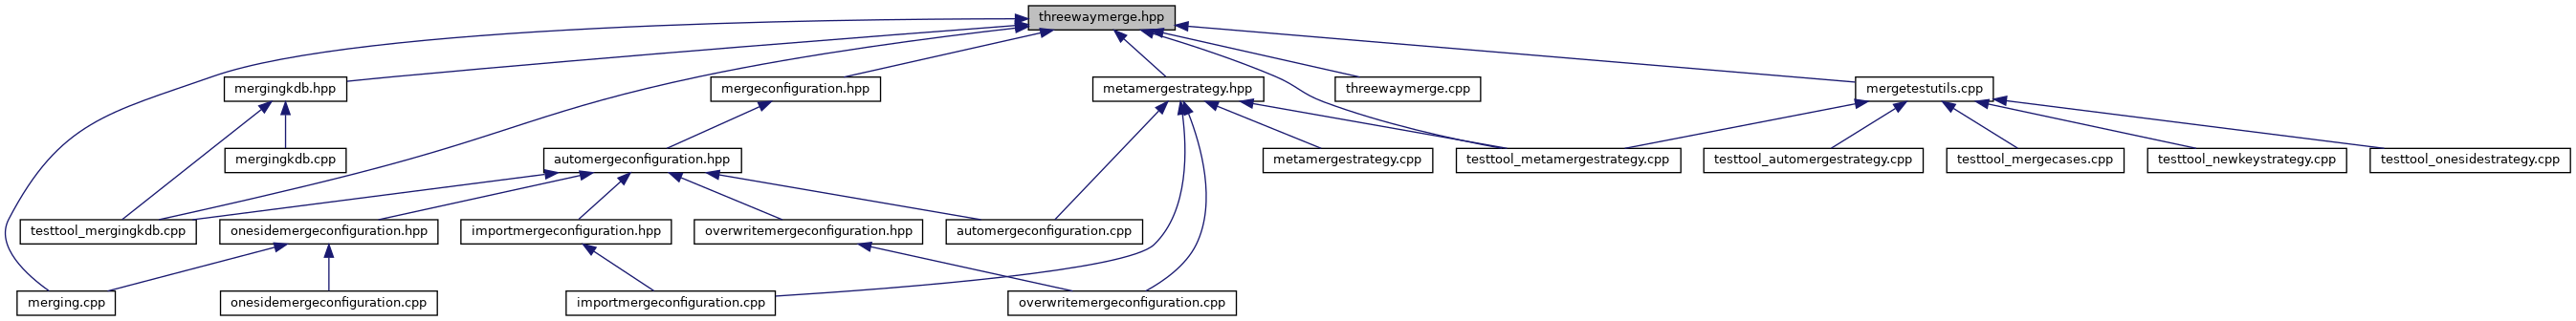 threewaymerge.hpp
mergingkdb.hpp
mergeconfiguration.hpp
metamergestrategy.hpp
threewaymerge.cpp
mergetestutils.cpp
mergingkdb.cpp
automergeconfiguration.hpp
metamergestrategy.cpp
testtool_metamergestrategy.cpp
testtool_automergestrategy.cpp
testtool_mergecases.cpp
testtool_newkeystrategy.cpp
testtool_onesidestrategy.cpp
testtool_mergingkdb.cpp
onesidemergeconfiguration.hpp
importmergeconfiguration.hpp
overwritemergeconfiguration.hpp
automergeconfiguration.cpp
merging.cpp
onesidemergeconfiguration.cpp
importmergeconfiguration.cpp
overwritemergeconfiguration.cpp